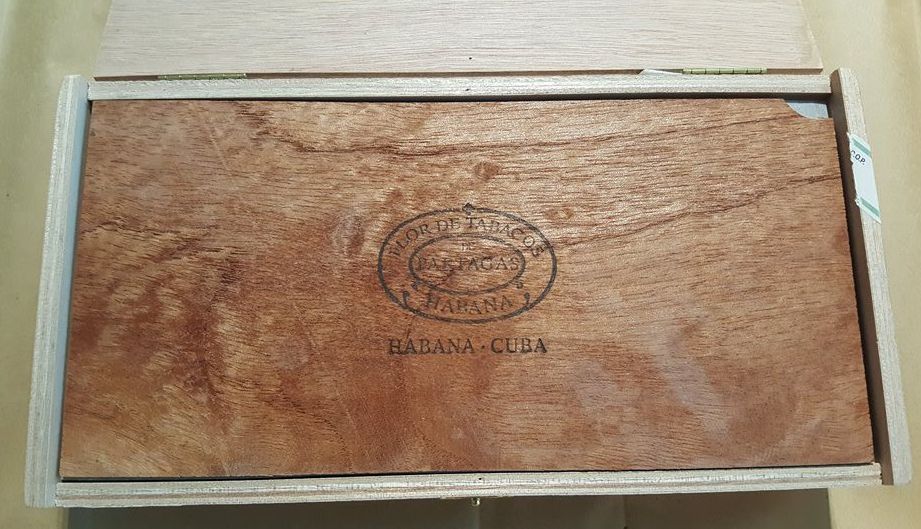 FLOR DE TABACOS
DE
PARTAGAS
HABANA
HABANA - CUBA
C.O.P.